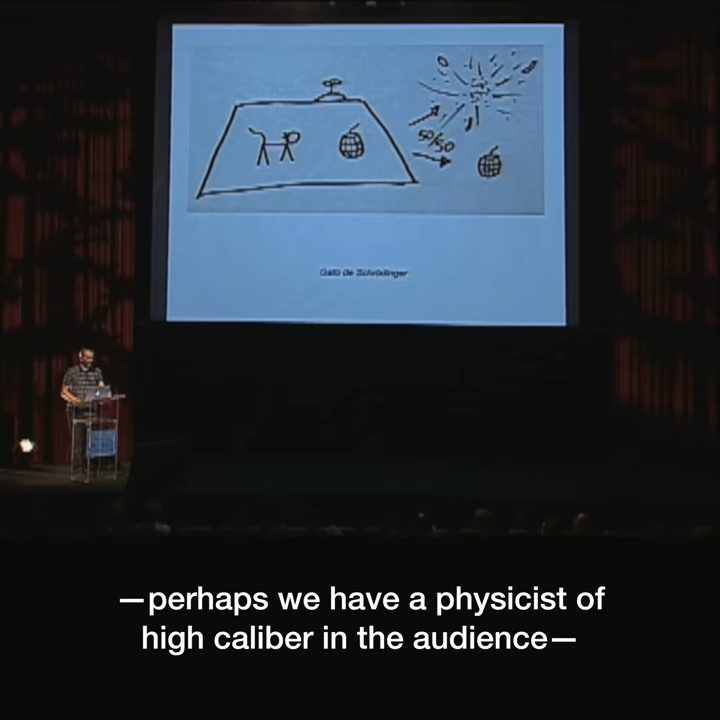 50/50
Gato de Schrödinger
—perhaps we have a physicist of
high caliber in the audience—